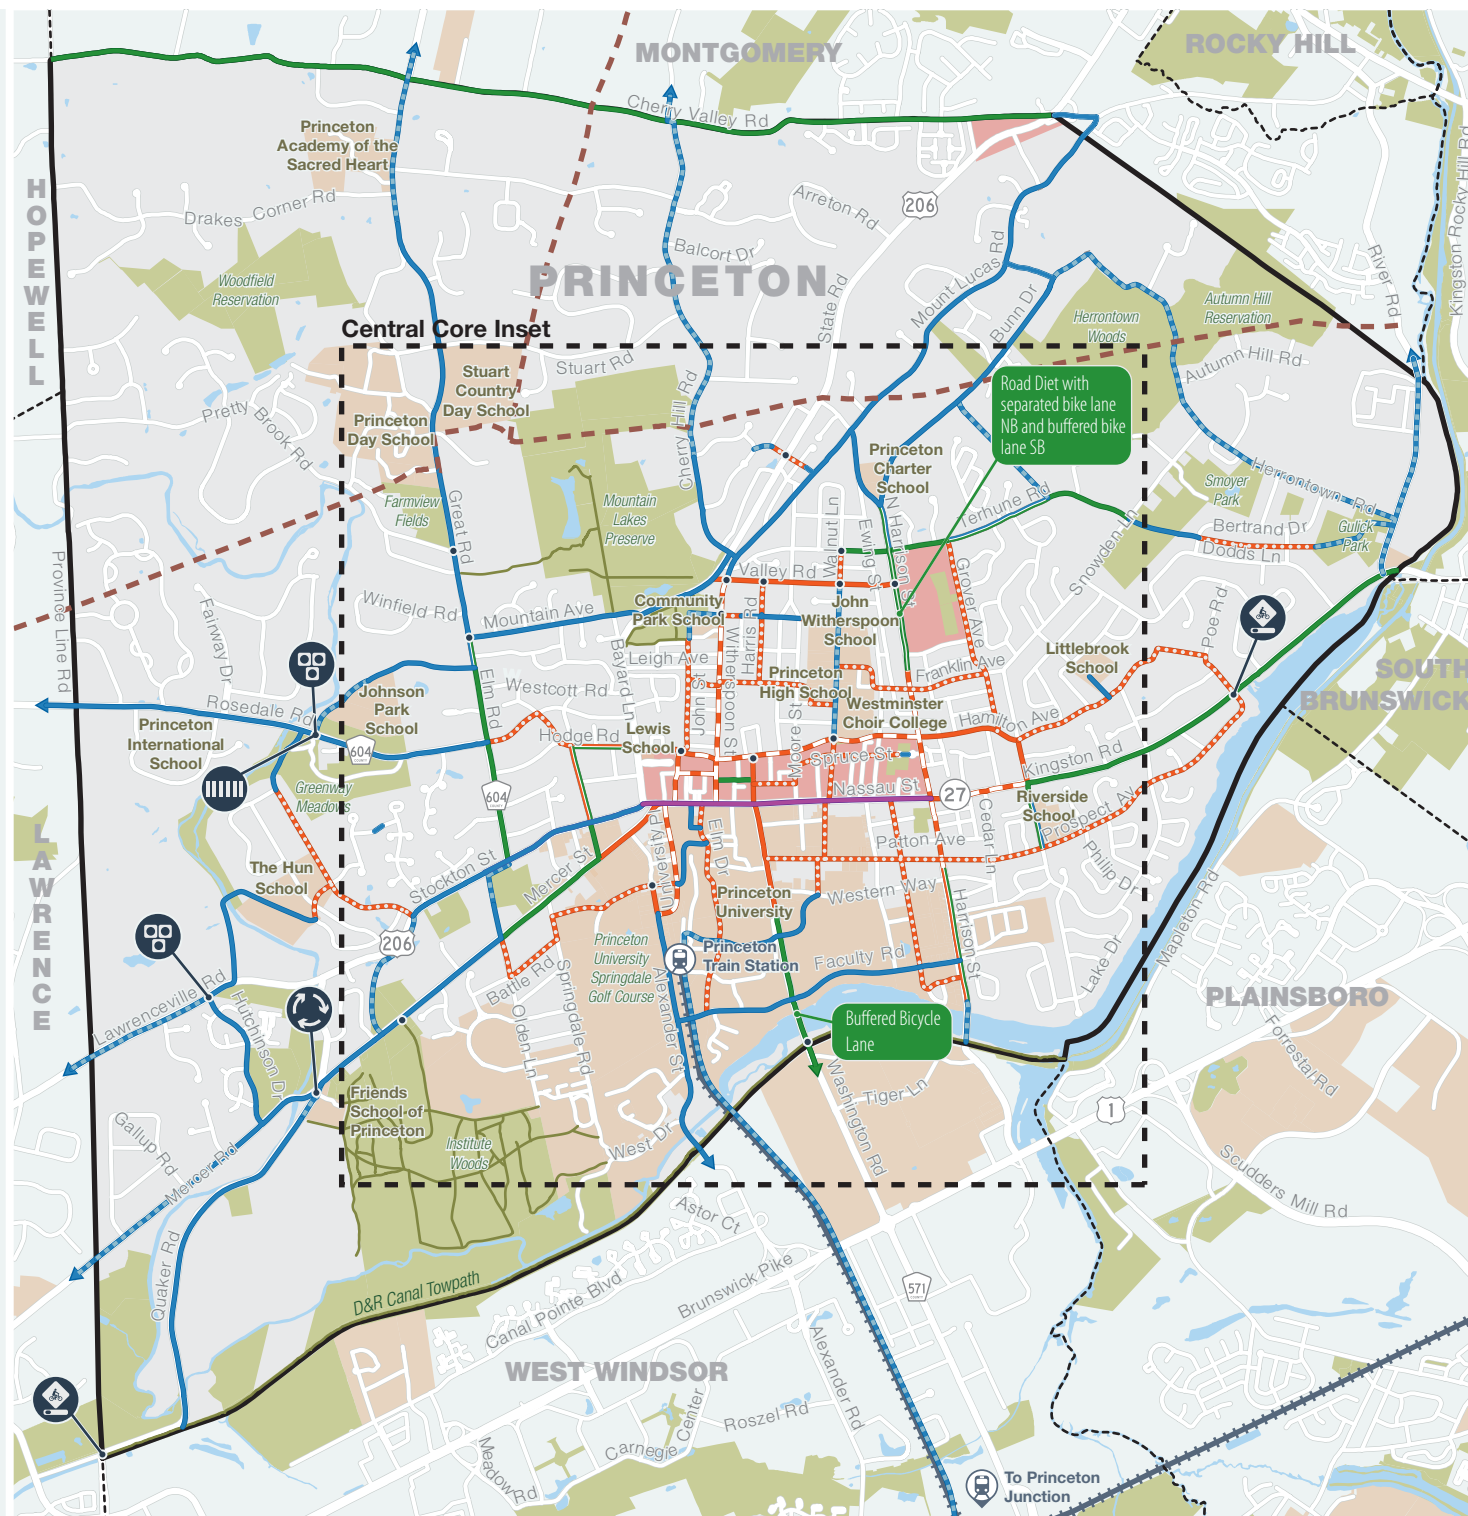 MONTGOMERY
ROCKY HILL
Cherry Valley Rd
Princeton
Academy of the
Sacred Heart
HOPEWELL
Drakes Corner Rd
Arreton Rd
206
Kingston Rocky Hill Rd
River Rd
Balcort Dr
Mount Lucas Rd
Woodfield
Reservation
PRINCETON
State Rd
Bunn Dr
Autumn Hill
Reservation
Herrontown
Woods
Central Core Inset
Stuart Rd
Autumn Hill Rd
Stuart
Country
Day School
Road Diet with
separated bike lane
NB and buffered bike
lane SB
Pretty Brook Rd
Princeton
Day School
Cherry Hill Rd
Princeton
Charter
School
Herrontown Rd
Smoyer
Park
Farmview
Fields
Great Rd
Mountain
Lakes
Preserve
Walnut Ln
Ewing St
N Harrison St
Terhune Rd
Snowden Ln
Bertrand Dr
Dodds Ln
Gulick
Park
Province Line Rd
Valley Rd
Grover Ave
Winfield Rd
Mountain Ave
Community
Park School
Harris Rd
John
Witherspoon
School
Poe Rd
Fairway Dr
Bayard Ln
Leigh Ave
Witherspoon St
John St
Franklin Ave
Littlebrook
School
SOUTH
BRUNSWICK
Princeton
High School
Elm Rd
Westcott Rd
Johnson
Park
School
Rosedale Rd
Westminster
Choir College
Hamilton Ave
Princeton
International
School
Hodge Rd
Lewis
School
Moore St
Spruce St
Kingston Rd
604
COUNTY
Greenway
Meadows
604
COUNTY
Nassau St
27
Riverside
School
Prospect Av
Cedar Ln
LAWRENCE
University Pl
Elm Dr
Patton Ave
Philip Dr
The Hun
School
Stockton St
Mercer St
Princeton
University
Western Way
Harrison St
206
Princeton
University
Springdale
Golf Course
Princeton
Train Station
Faculty Rd
Lake Dr
Mapleton Rd
Lawrenceville Rd
Hutchinson Dr
Battle Rd
Olden Ln
Springdale Rd
Alexander St
PLAINSBORO
Buffered Bicycle
Lane
Forrestal Rd
Washington Rd
Tiger Ln
1
Friends
School of
Princeton
Gallup Rd
Institute
Woods
West Dr
Mercer Rd
Scudders Mill Rd
Astor Ct
Quaker Rd
D&R Canal Towpath
Canal Pointe Blvd
Brunswick Pike
571
COUNTY
Alexander Rd
WEST WINDSOR
Roszel Rd
Carnegie Center
Meadow Rd
To Princeton
Junction